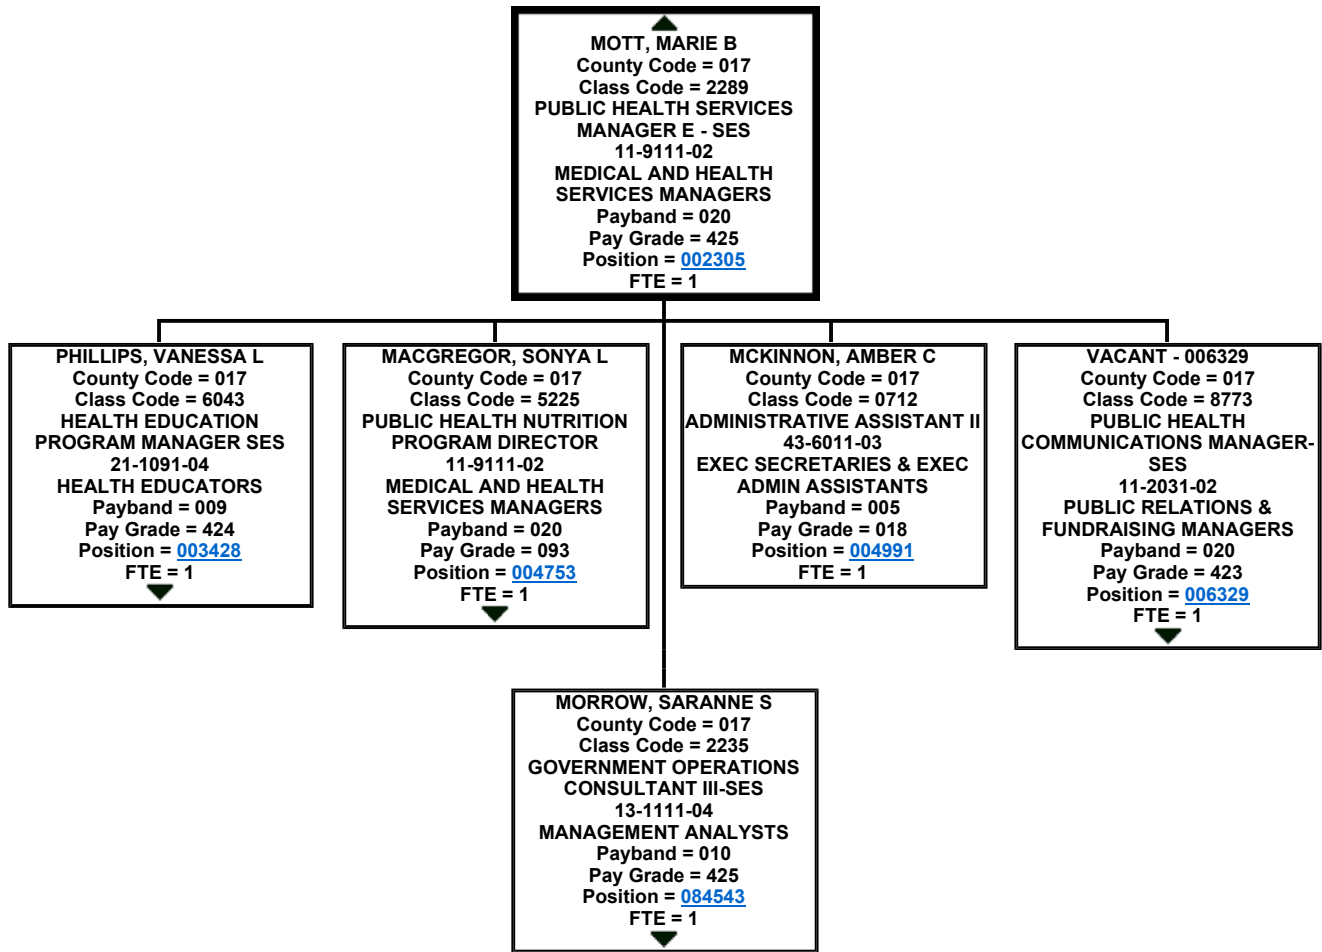 MOTT, MARIE B
County Code = 017
Class Code = 2289
PUBLIC HEALTH SERVICES
MANAGER E - SES
11-9111-02
MEDICAL AND HEALTH
SERVICES MANAGERS
Payband = 020
Pay Grade = 425
Position = 002305
FTE = 1
PHILLIPS, VANESSA L
County Code = 017
Class Code = 6043
HEALTH EDUCATION
PROGRAM MANAGER SES
21-1091-04
HEALTH EDUCATORS
Payband = 009
Pay Grade = 424
Position = 003428
FTE = 1
MACGREGOR, SONYA L
County Code = 017
Class Code = 5225
PUBLIC HEALTH NUTRITION
PROGRAM DIRECTOR
11-9111-02
MEDICAL AND HEALTH
SERVICES MANAGERS
Payband = 020
Pay Grade = 093
Position = 004753
FTE = 1
MCKINNON, AMBER C
County Code = 017
Class Code = 0712
ADMINISTRATIVE ASSISTANT II
43-6011-03
EXEC SECRETARIES & EXEC
ADMIN ASSISTANTS
Payband = 005
Pay Grade = 018
Position = 004991
FTE = 1
VACANT - 006329
County Code = 017
Class Code = 8773
PUBLIC HEALTH
COMMUNICATIONS MANAGER-
SES
11-2031-02
PUBLIC RELATIONS &
FUNDRAISING MANAGERS
Payband = 020
Pay Grade = 423
Position = 006329
FTE = 1
MORROW, SARANNE S
County Code = 017
Class Code = 2235
GOVERNMENT OPERATIONS
CONSULTANT III-SES
13-1111-04
MANAGEMENT ANALYSTS
Payband = 010
Pay Grade = 425
Position = 084543
FTE = 1